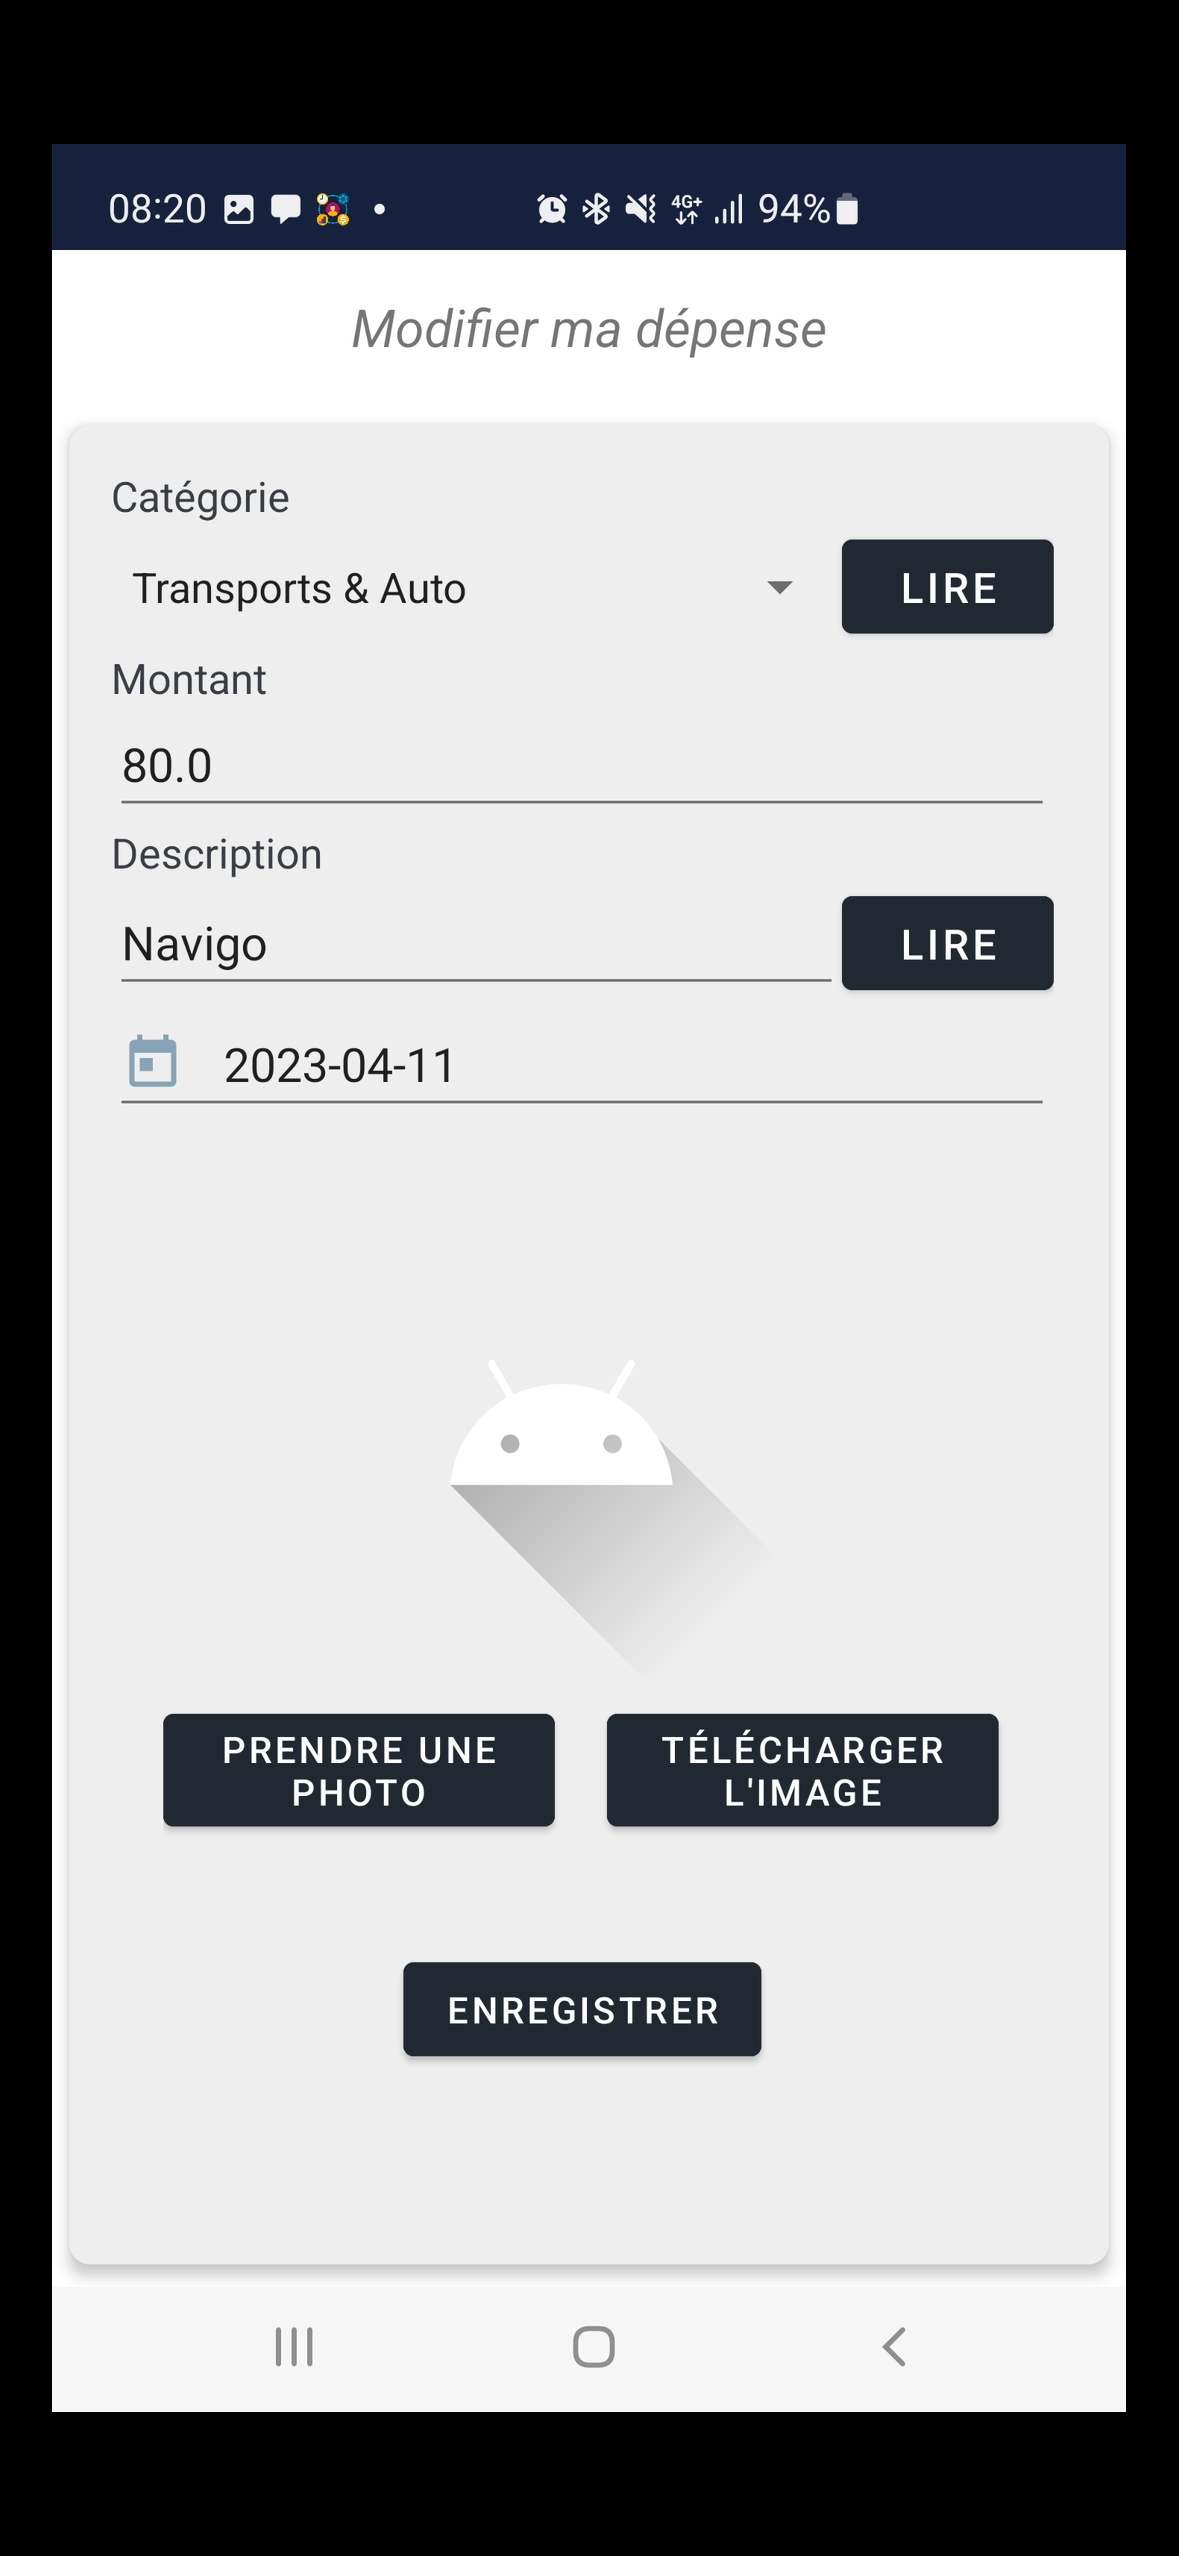 08:20 4G+ 94%
Modifier ma dépense
Catégorie
Transports & Auto LIRE
Montant
80.0
Description
Navigo LIRE
2023-04-11
PRENDRE UNE
PHOTO
TÉLÉCHARGER
L'IMAGE
ENREGISTRER